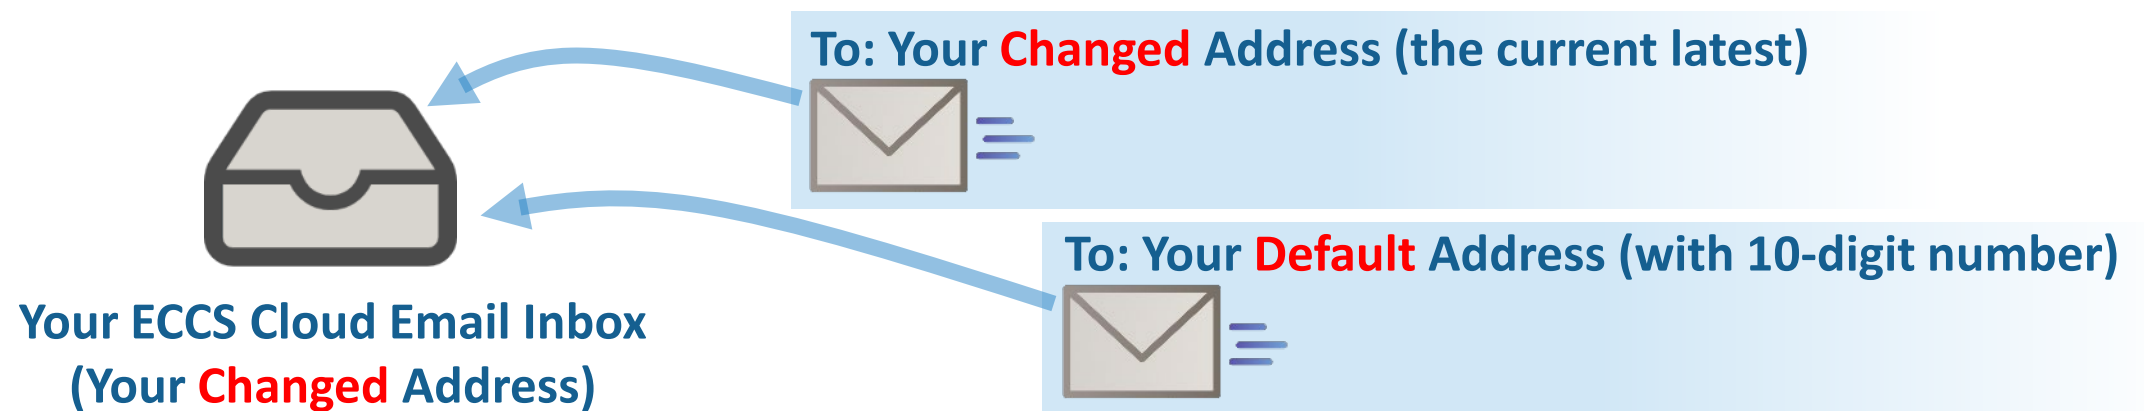 To: Your Changed Address (the current latest)
To: Your Default Address (with 10-digit number)
Your ECCS Cloud Email Inbox
(Your Changed Address)